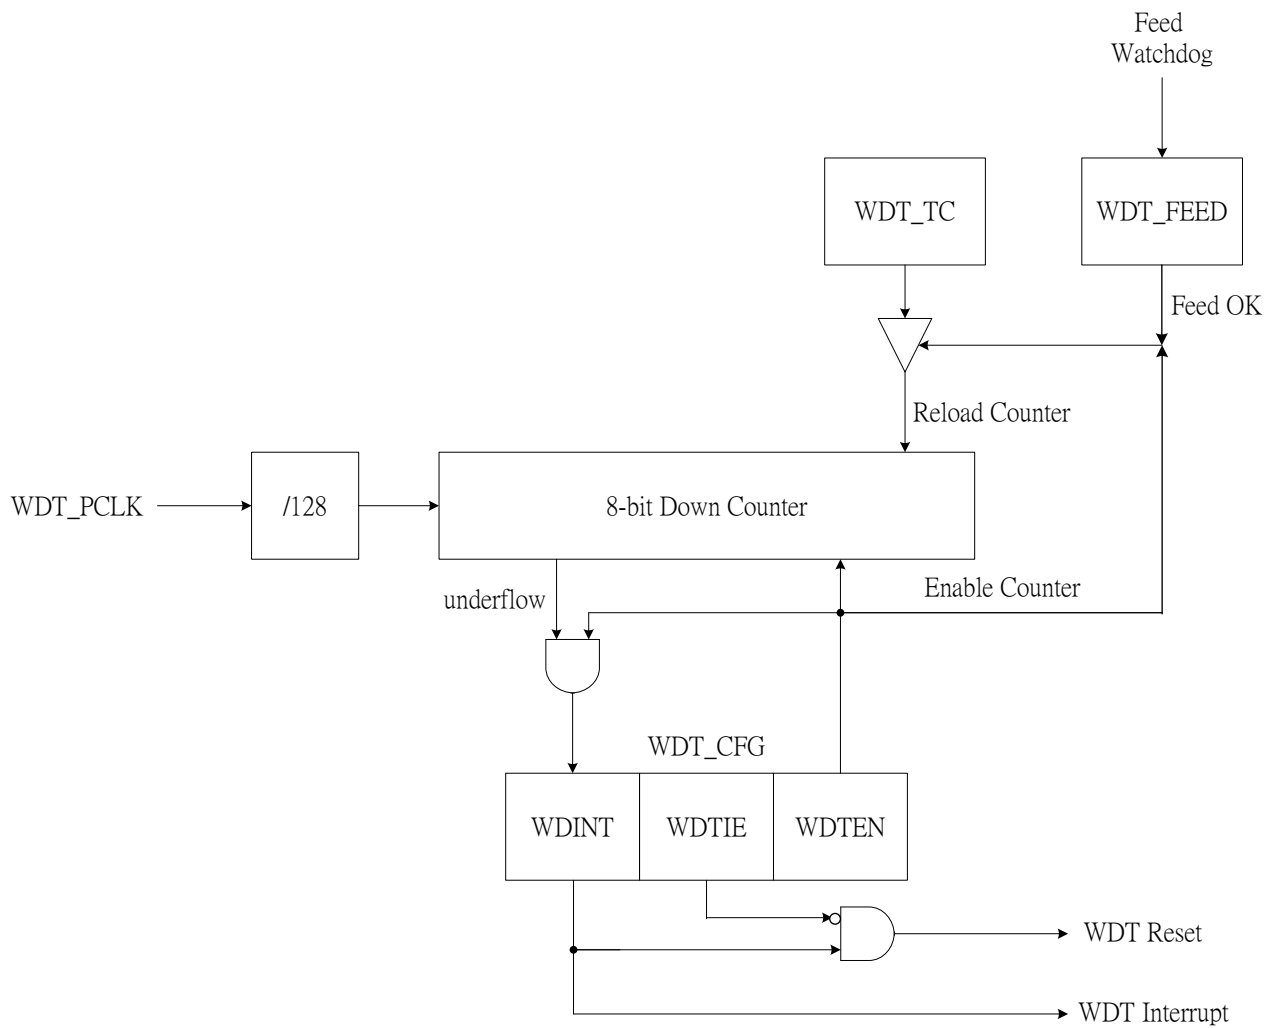 Feed
Watchdog
WDT_TC
WDT_FEED
Feed OK
Reload Counter
WDT_PCLK
/128
8-bit Down Counter
underflow
Enable Counter
WDT_CFG
WDINT
WDTIE
WDTEN
WDT Reset
WDT Interrupt